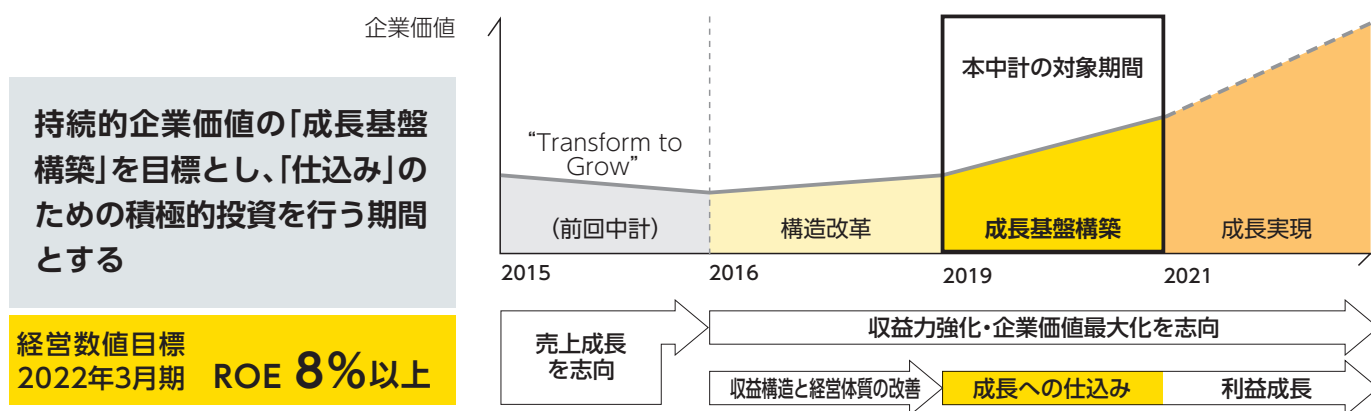 企業価値
持続的企業価値の「成長基盤
構築」を目標とし、「仕込み」の
ための積極的投資を行う期間
とする
経営数値目標
2022年3月期 ROE 8%以上
本中計の対象期間
“Transform to
Grow”
(前回中計)
構造改革
成長基盤構築
成長実現
2015
2016
2019
2021
売上成長
を志向
収益力強化・企業価値最大化を志向
収益構造と経営体質の改善
成長への仕込み
利益成長